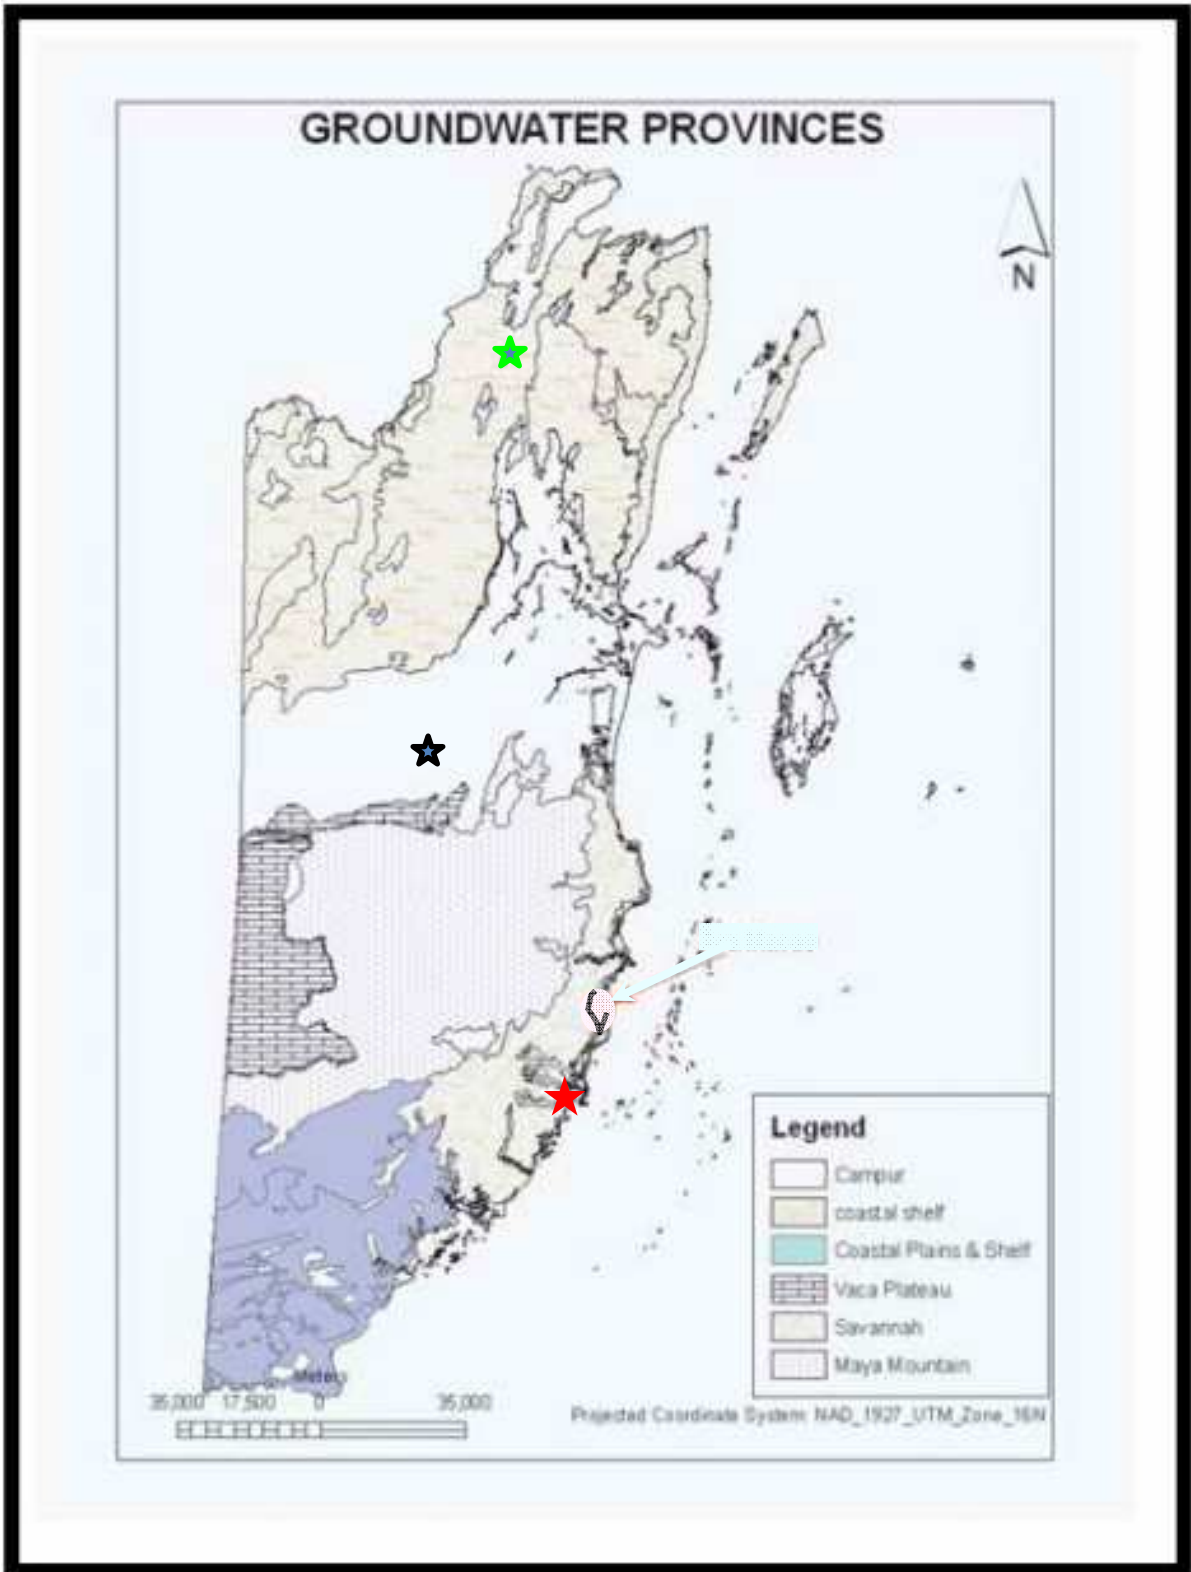 GROUNDWATER PROVINCES
N
Legend
Campur
coastal shelf
Coastal Plains & Shelf
Vaca Plateau
Savannah
Maya Mountain
Meters
35,000 17,500 0 35,000
Projected Coordinate System: NAD_1927_UTM_Zone_16N